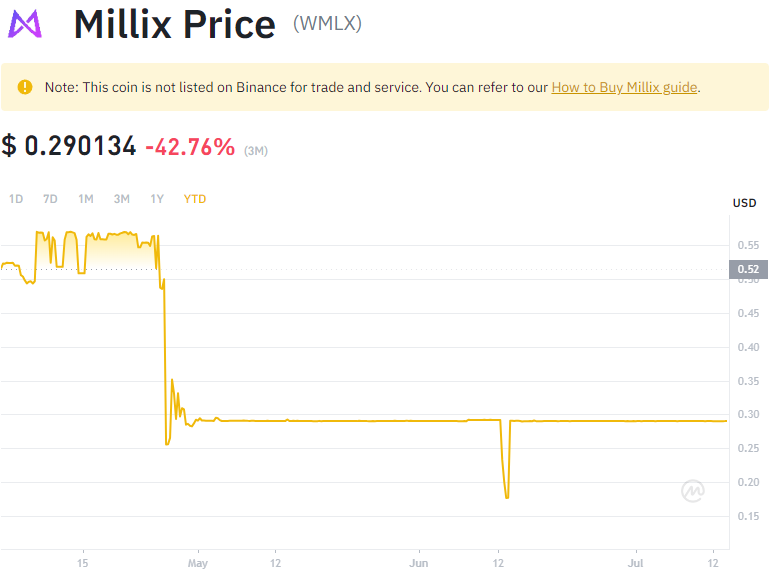 Millix Price (WMLX)
Note: This coin is not listed on Binance for trade and service. You can refer to our How to Buy Millix guide.
$ 0.290134 -42.76% (3M)
1D 7D 1M 3M 1Y YTD
USD
0.55
0.52
0.50
0.45
0.40
0.35
0.30
0.25
0.20
0.15
15 May 12 Jun 12 Jul 12